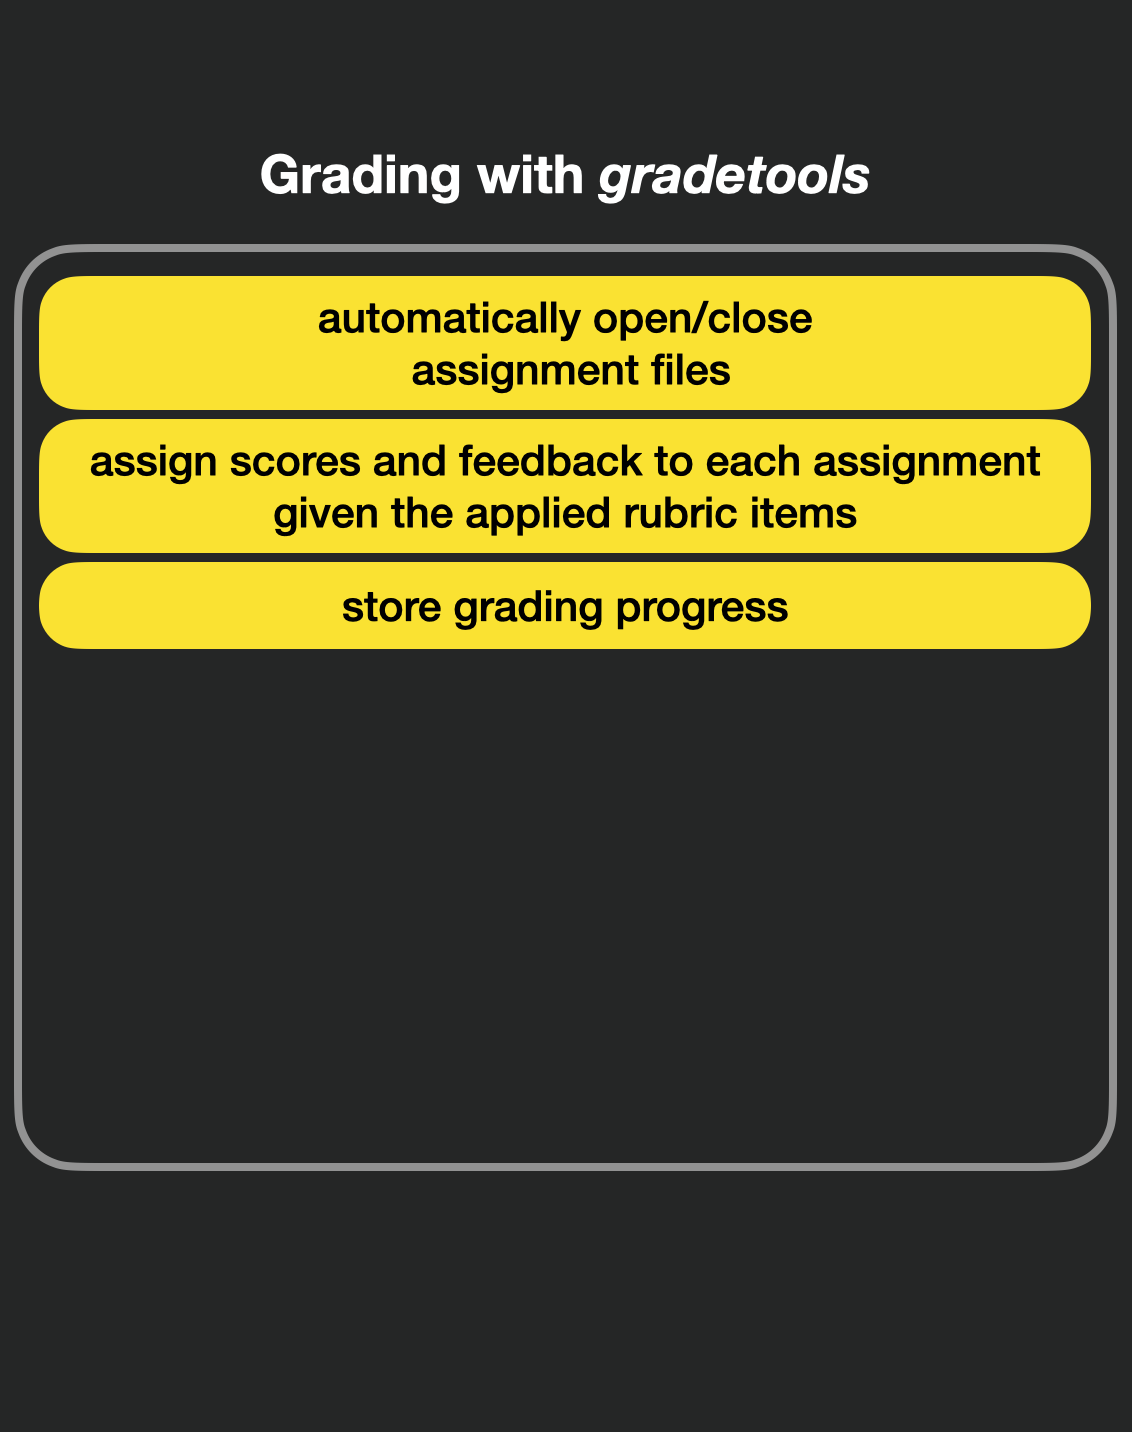 Grading with gradetools
automatically open/close
assignment files
assign scores and feedback to each assignment
given the applied rubric items
store grading progress